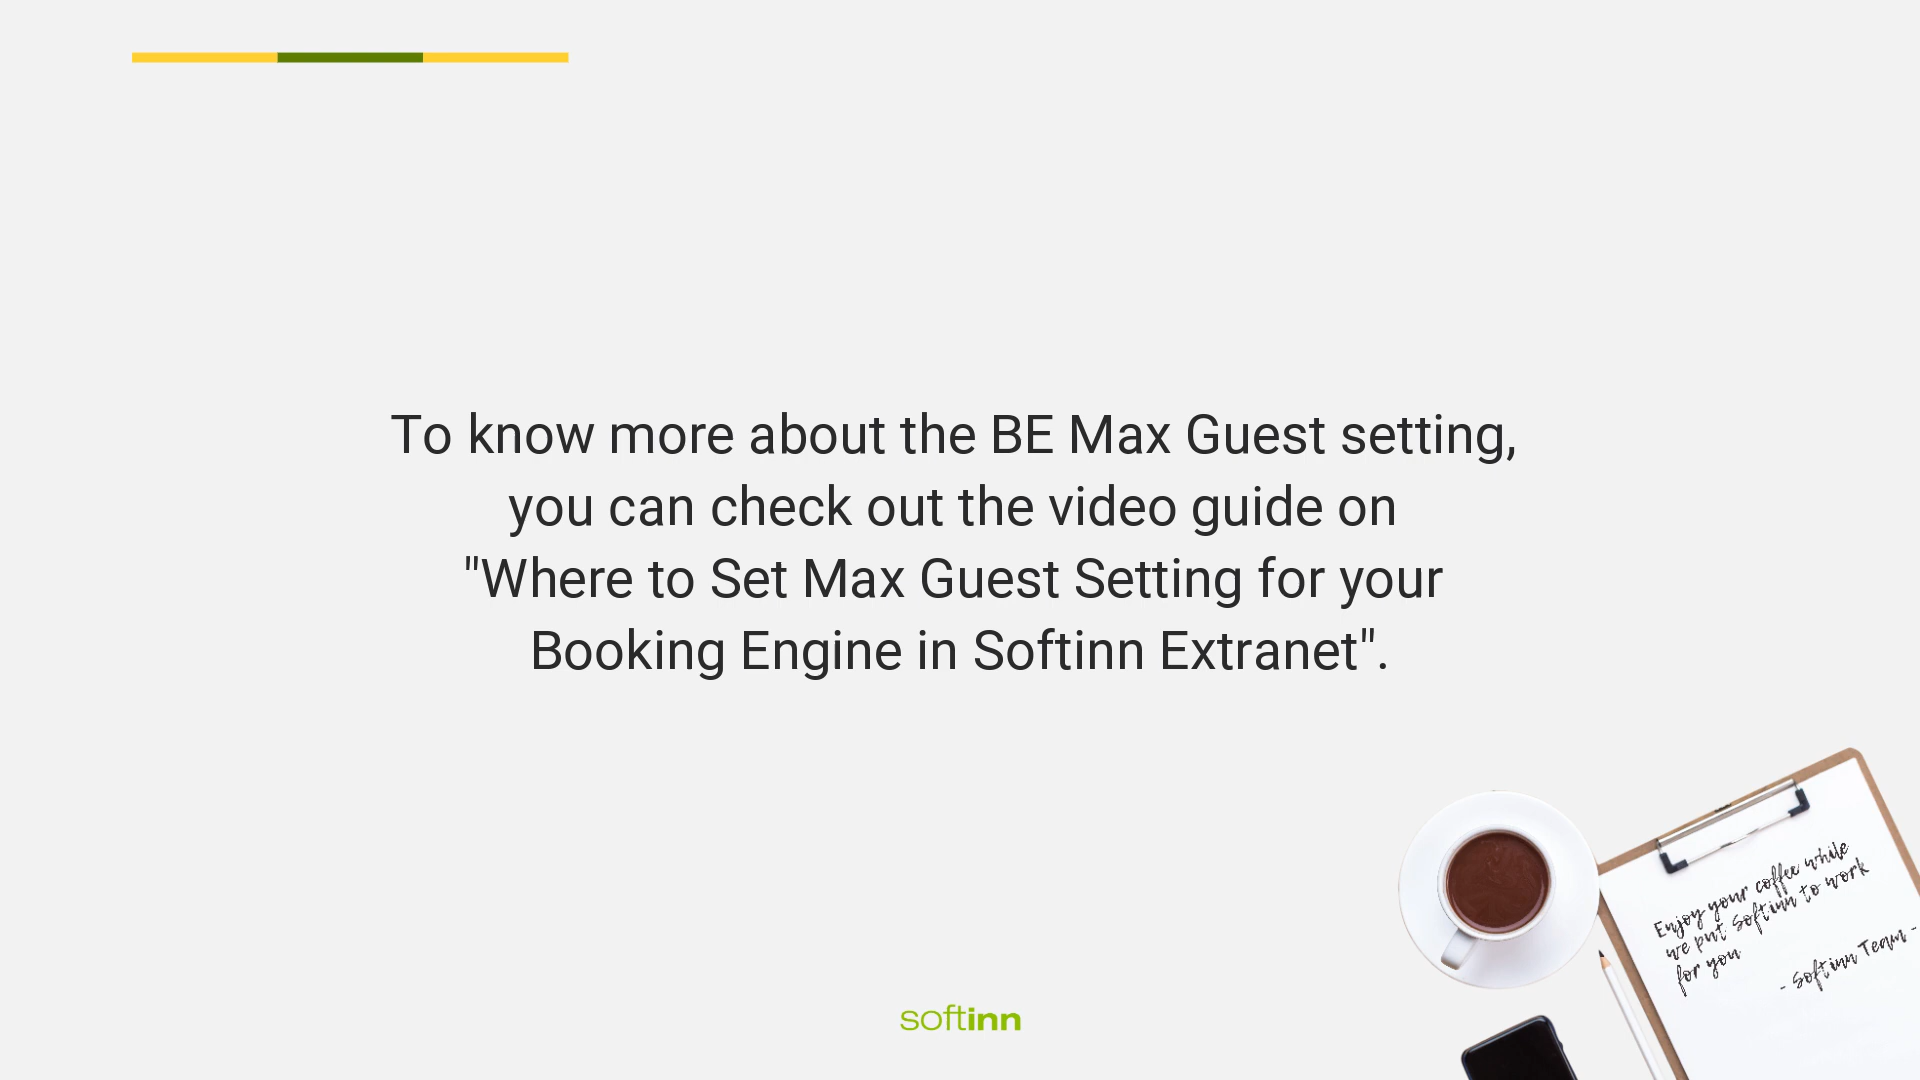 To know more about the BE Max Guest setting,
you can check out the video guide on
"Where to Set Max Guest Setting for your
Booking Engine in Softinn Extranet".
Enjoy your coffee while
we put Softinn to work
for you
- Softinn Team -
softinn